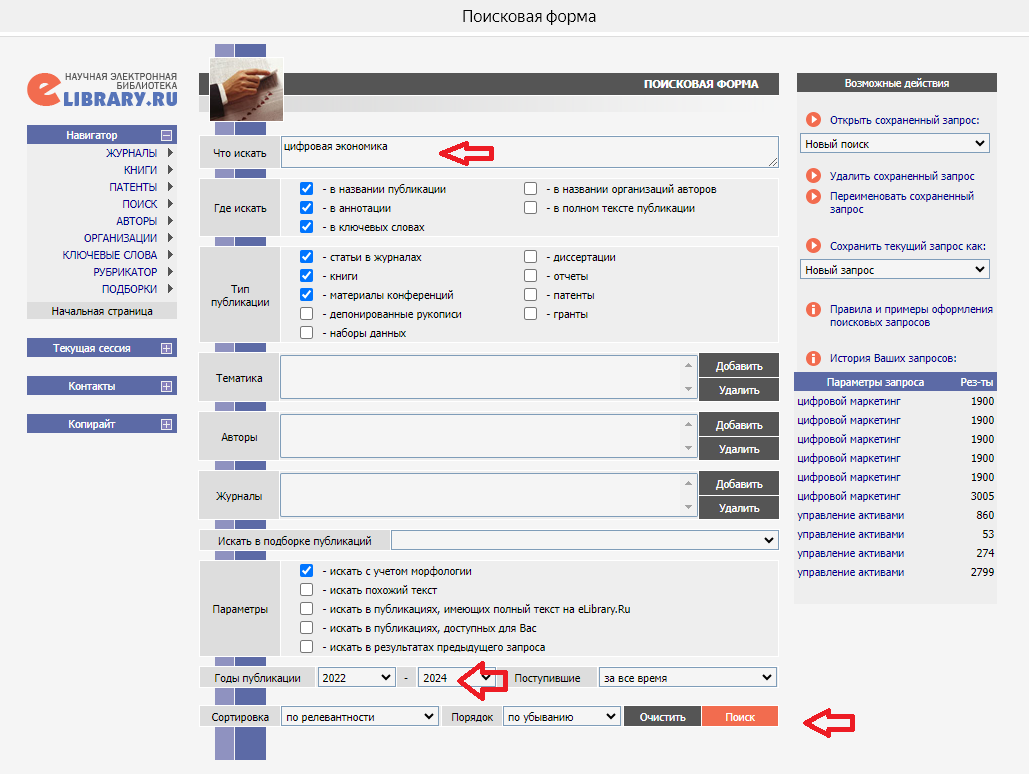 Поисковая форма
НАУЧНАЯ ЭЛЕКТРОННАЯ
БИБЛИОТЕКА
eLIBRARY.RU
Навигатор
ЖУРНАЛЫ
КНИГИ
ПАТЕНТЫ
ПОИСК
АВТОРЫ
ОРГАНИЗАЦИИ
КЛЮЧЕВЫЕ СЛОВА
РУБРИКАТОР
ПОДБОРКИ
Начальная страница
Текущая сессия
Контакты
Копирайт
ПОИСКОВАЯ ФОРМА
Что искать
цифровая экономика
Где искать
- в названии публикации
- в названии организаций авторов
- в аннотации
- в полном тексте публикации
- в ключевых словах
Тип
публикации
- статьи в журналах
- диссертации
- книги
- отчеты
- материалы конференций
- патенты
- депонированные рукописи
- гранты
- наборы данных
Тематика
Добавить
Удалить
Авторы
Добавить
Удалить
Журналы
Добавить
Удалить
Искать в подборке публикаций
Параметры
- искать с учетом морфологии
- искать похожий текст
- искать в публикациях, имеющих полный текст на eLibrary.Ru
- искать в публикациях, доступных для Вас
- искать в результатах предыдущего запроса
Годы публикации 2022 - 2024 Поступившие за все время
Сортировка по релевантности Порядок по убыванию Очистить Поиск
Возможные действия
Открыть сохраненный запрос:
Новый поиск
Удалить сохраненный запрос
Переименовать сохраненный
запрос
Сохранить текущий запрос как:
Новый запрос
Правила и примеры оформления
поисковых запросов
История Ваших запросов:
Параметры запроса Рез-ты
цифровой маркетинг 1900
цифровой маркетинг 1900
цифровой маркетинг 1900
цифровой маркетинг 1900
цифровой маркетинг 1900
цифровой маркетинг 3005
управление активами 860
управление активами 53
управление активами 274
управление активами 2799